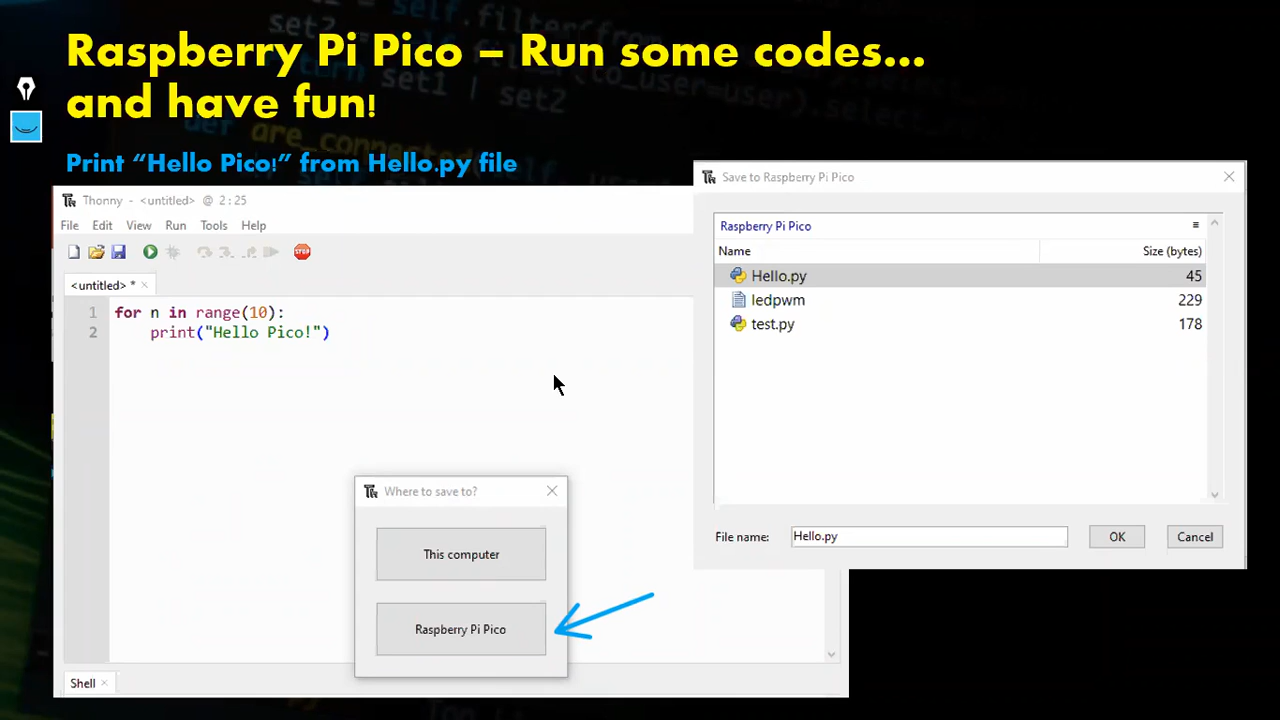 Raspberry Pi Pico – Run some codes...
and have fun!
Print “Hello Pico!” from Hello.py file
Thonny - <untitled> @ 2:25
File Edit View Run Tools Help
STOP
<untitled> *
1 for n in range(10):
2 print("Hello Pico!")
Where to save to?
This computer
Raspberry Pi Pico
Shell
Save to Raspberry Pi Pico
Raspberry Pi Pico
Name Size (bytes)
Hello.py 45
ledpwm 229
test.py 178
File name: Hello.py OK Cancel